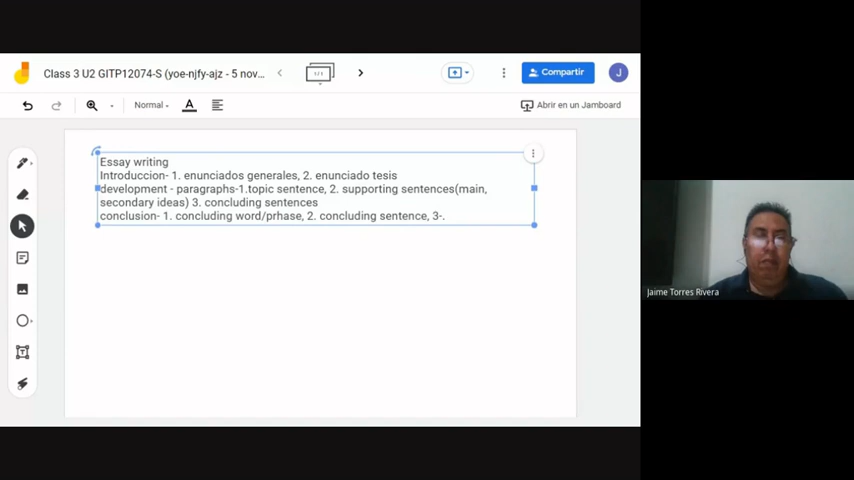 Class 3 U2 GITP12074-S (yoe-njfy-ajz - 5 nov...
1/1
Compartir
J
Normal
A
Abrir en un Jamboard
Essay writing
Introduccion- 1. enunciados generales, 2. enunciado tesis
development - paragraphs-1.topic sentence, 2. supporting sentences(main,
secondary ideas) 3. concluding sentences
conclusion- 1. concluding word/prhase, 2. concluding sentence, 3-.
Jaime Torres Rivera